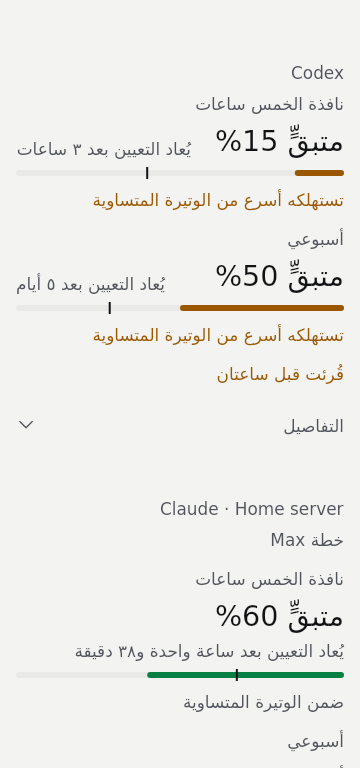 Codex
نافذة الخمس ساعات
متبقٍّ 15%
يُعاد التعيين بعد ٣ ساعات
تستهلكه أسرع من الوتيرة المتساوية
أسبوعي
متبقٍّ 50%
يُعاد التعيين بعد ٥ أيام
تستهلكه أسرع من الوتيرة المتساوية
قُرئت قبل ساعتان
التفاصيل
Claude · Home server
خطة Max
نافذة الخمس ساعات
متبقٍّ 60%
يُعاد التعيين بعد ساعة واحدة و٣٨ دقيقة
ضمن الوتيرة المتساوية
أسبوعي